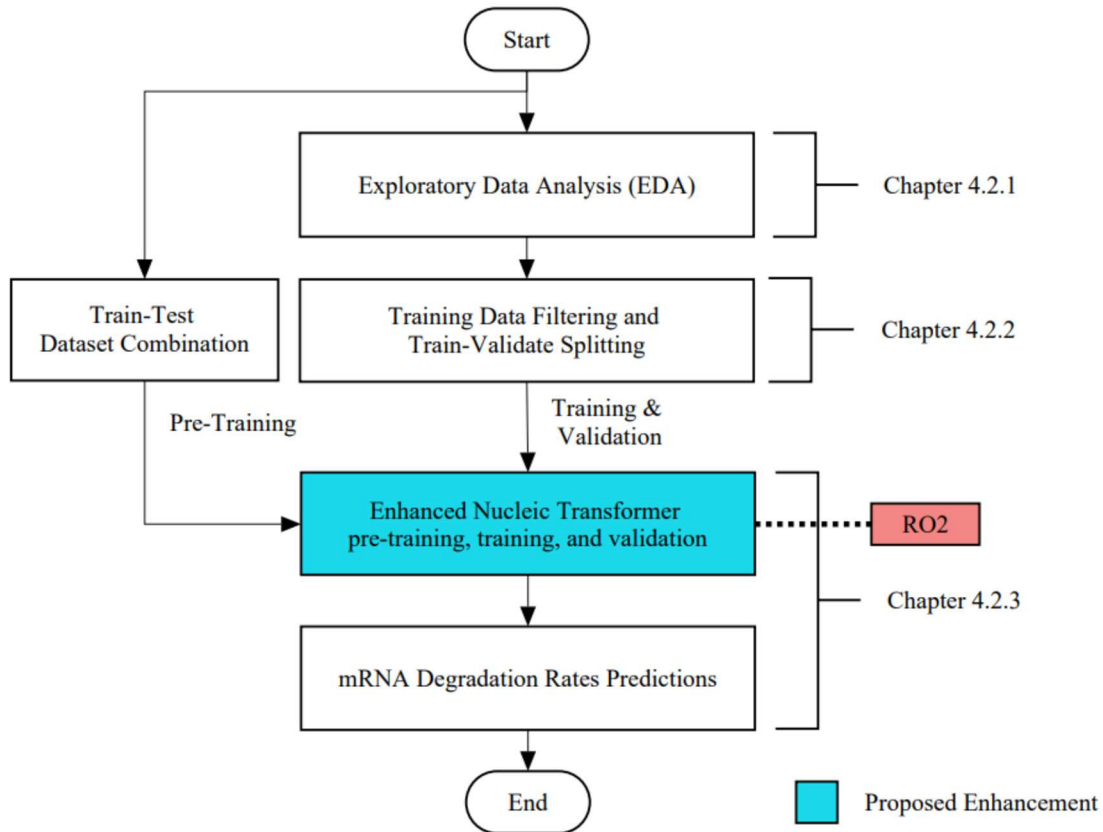 Start
Exploratory Data Analysis (EDA)
Chapter 4.2.1
Train-Test
Dataset Combination
Training Data Filtering and
Train-Validate Splitting
Chapter 4.2.2
Pre-Training
Training &
Validation
Enhanced Nucleic Transformer
pre-training, training, and validation
RO2
Chapter 4.2.3
mRNA Degradation Rates Predictions
End
Proposed Enhancement